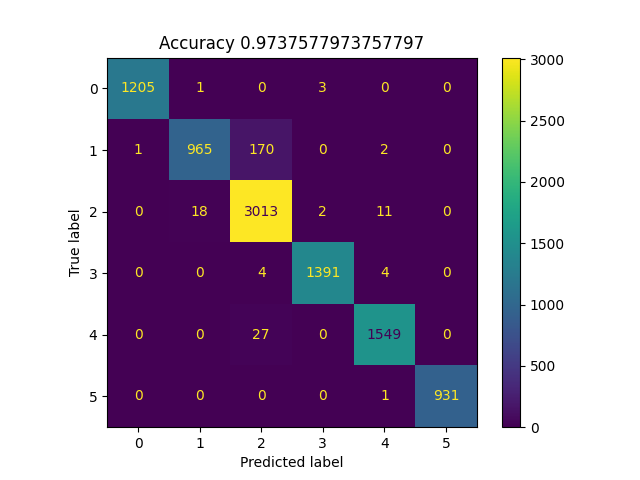 Accuracy 0.9737577973757797
0 1205 1 0 3 0 0
1 1 965 170 0 2 0
2 0 18 3013 2 11 0
3 0 0 4 1391 4 0
4 0 0 27 0 1549 0
5 0 0 0 0 1 931
0 1 2 3 4 5
Predicted label
True label
3000
2500
2000
1500
1000
500
0